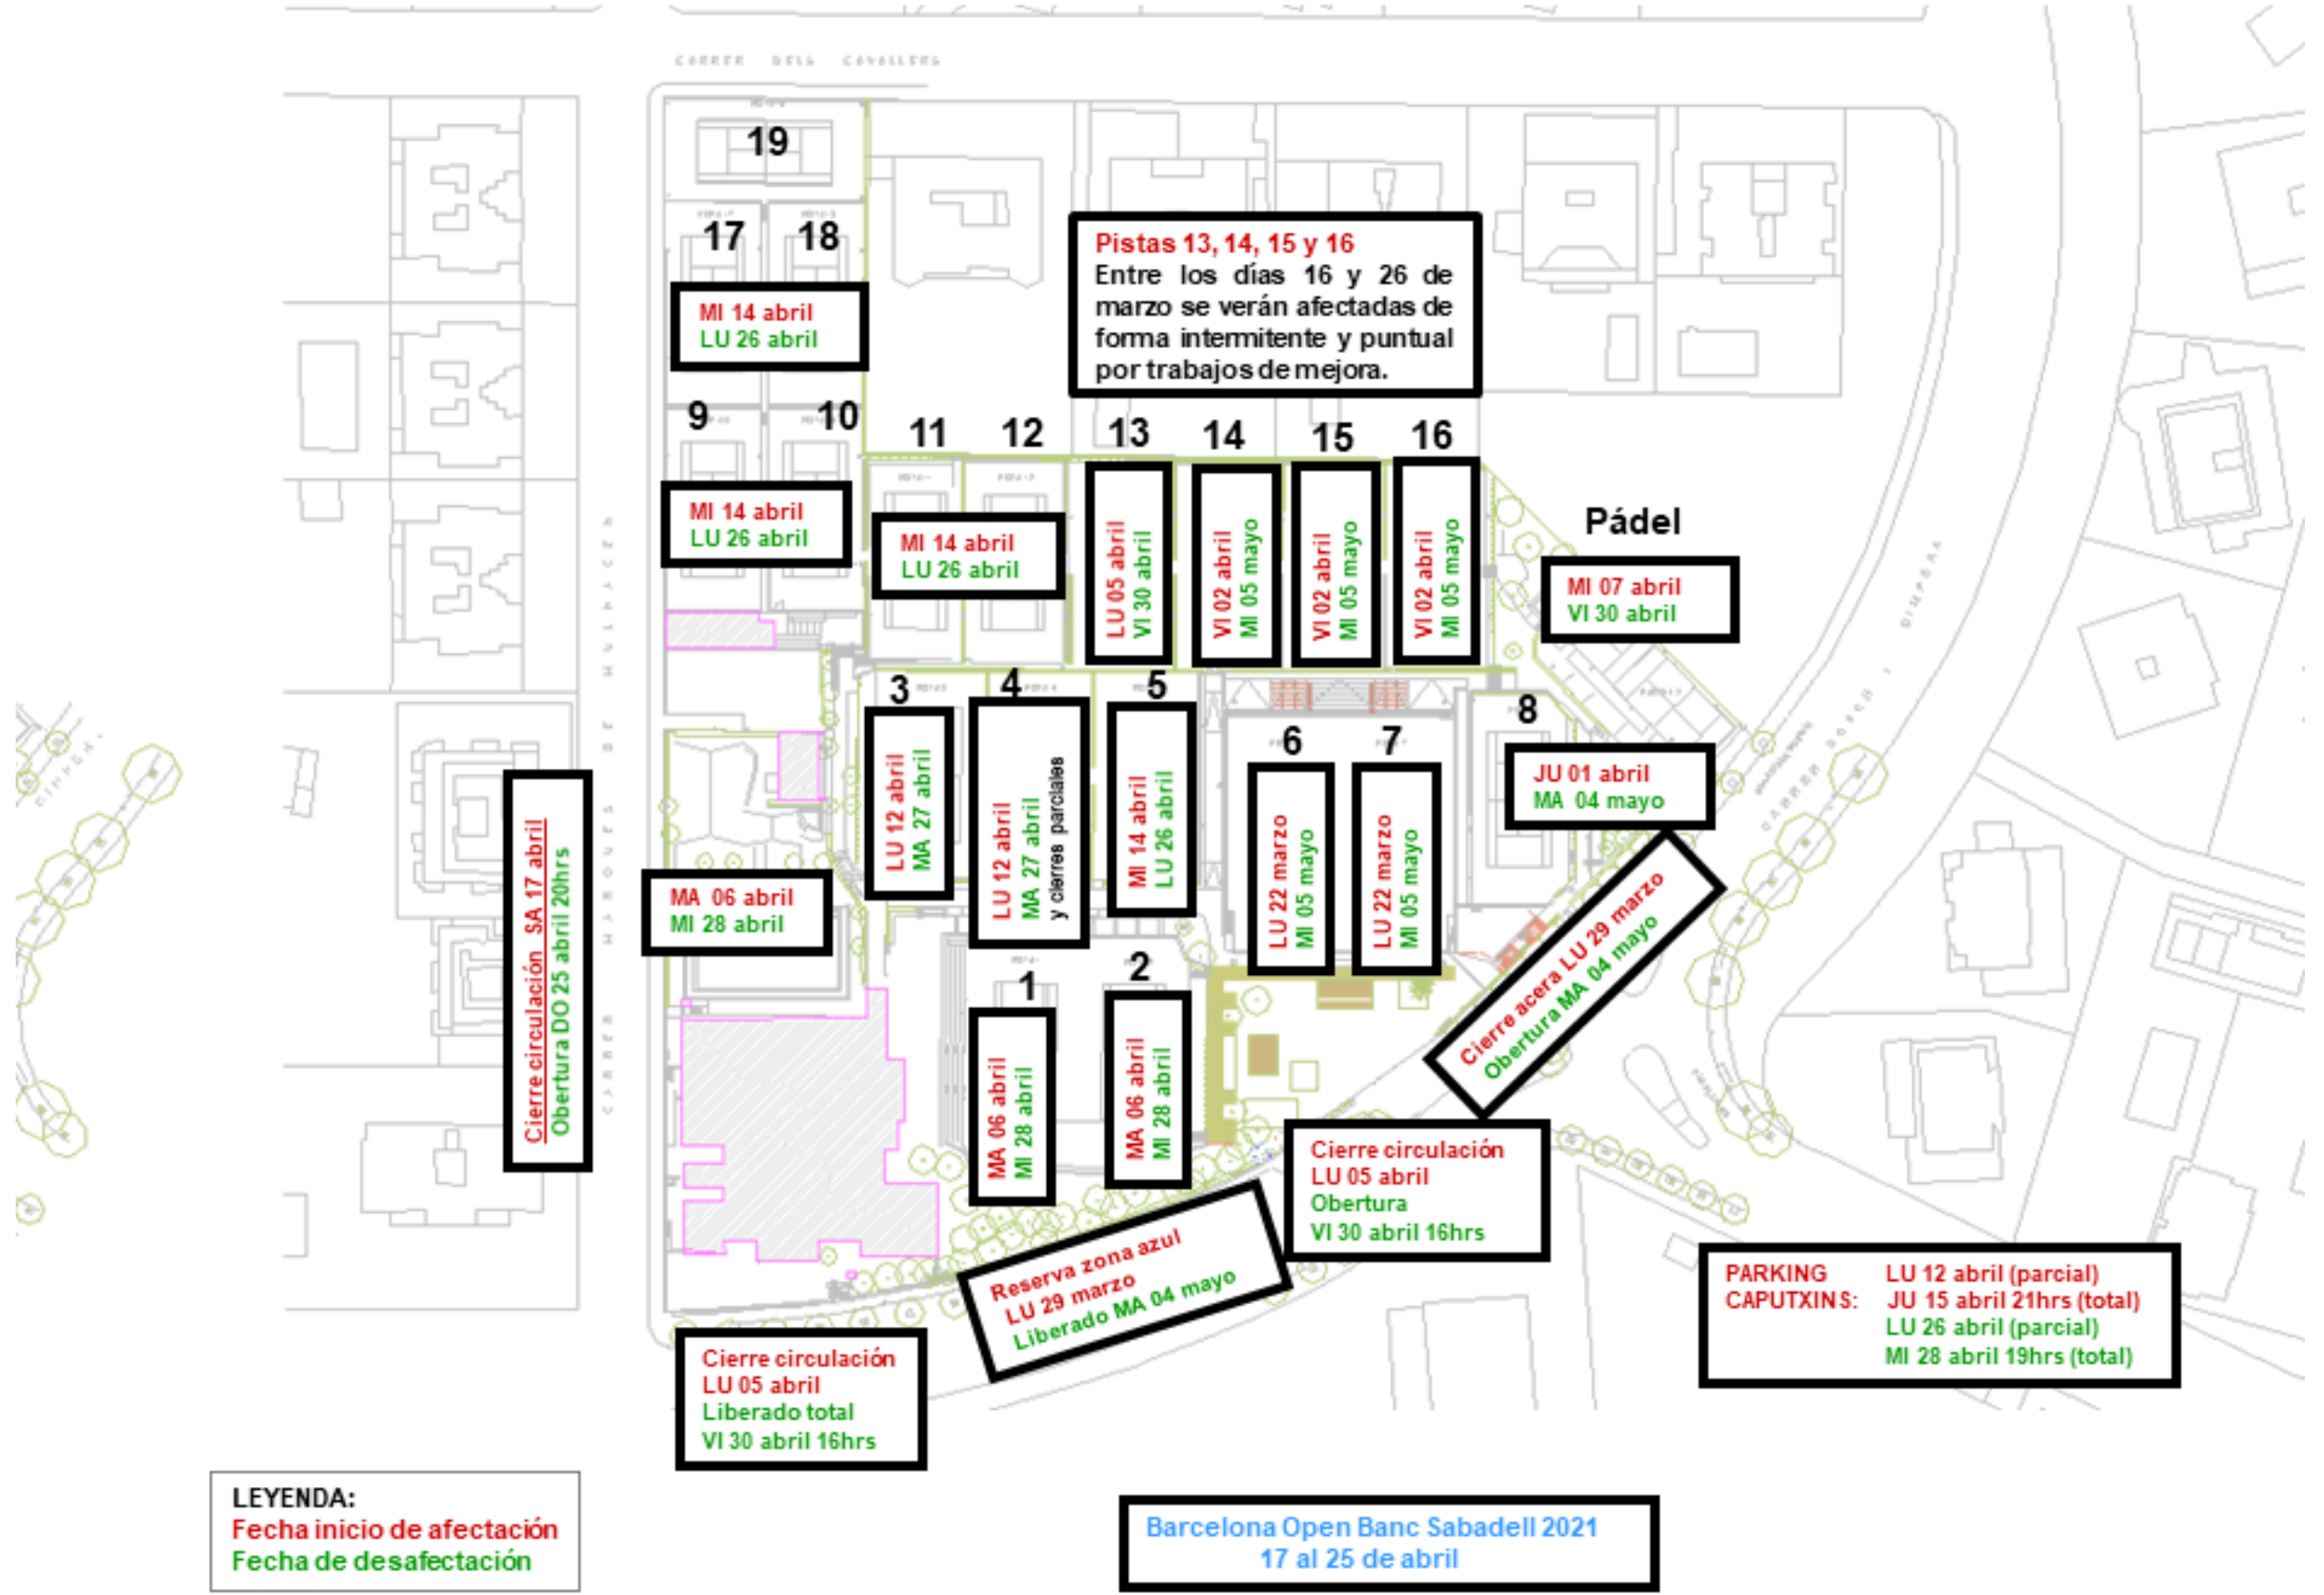 CARRER DELS CAVALLERS
19
17
18
MI 14 abril
LU 26 abril
Pistas 13, 14, 15 y 16
Entre los días 16 y 26 de
marzo se verán afectadas de
forma intermitente y puntual
por trabajos de mejora.
9
10
11
12
13
14
15
16
MI 14 abril
LU 26 abril
MI 14 abril
LU 26 abril
LU 05 abril
VI 30 abril
VI 02 abril
MI 05 mayo
VI 02 abril
MI 05 mayo
VI 02 abril
MI 05 mayo
Pádel
MI 07 abril
VI 30 abril
3
4
5
6
7
8
LU 12 abril
MA 27 abril
LU 12 abril
MA 27 abril
y cierres parciales
MI 14 abril
LU 26 abril
LU 22 marzo
MI 05 mayo
LU 22 marzo
MI 05 mayo
JU 01 abril
MA 04 mayo
Cierre circulación SA 17 abril
Obertura DO 25 abril 20hrs
MA 06 abril
MI 28 abril
1
2
MA 06 abril
MI 28 abril
MA 06 abril
MI 28 abril
Cierre acera LU 29 marzo
Obertura MA 04 mayo
Cierre circulación
LU 05 abril
Obertura
VI 30 abril 16hrs
Reserva zona azul
LU 29 marzo
Liberado MA 04 mayo
PARKING LU 12 abril (parcial)
CAPUTXINS: JU 15 abril 21hrs (total)
LU 26 abril (parcial)
MI 28 abril 19hrs (total)
Cierre circulación
LU 05 abril
Liberado total
VI 30 abril 16hrs
LEYENDA:
Fecha inicio de afectación
Fecha de desafectación
Barcelona Open Banc Sabadell 2021
17 al 25 de abril